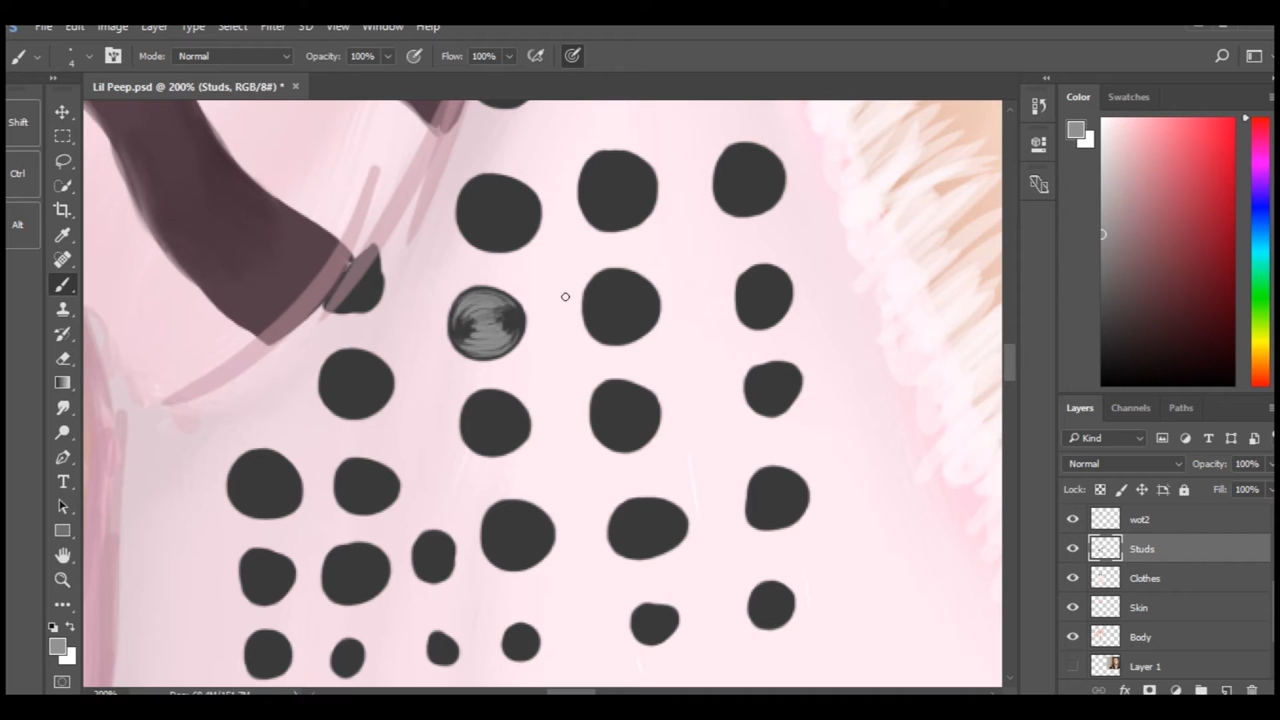 File Edit Image Layer Type Select Filter 3D View Window Help
4 Mode: Normal Opacity: 100% Flow: 100%
Lil Peep.psd @ 200% (Studs, RGB/8#) * ×
Shift
Ctrl
Alt
Color Swatches
Layers Channels Paths
Kind
Normal Opacity: 100%
Lock: Fill: 100%
wot2
Studs
Clothes
Skin
Body
Layer 1
200%